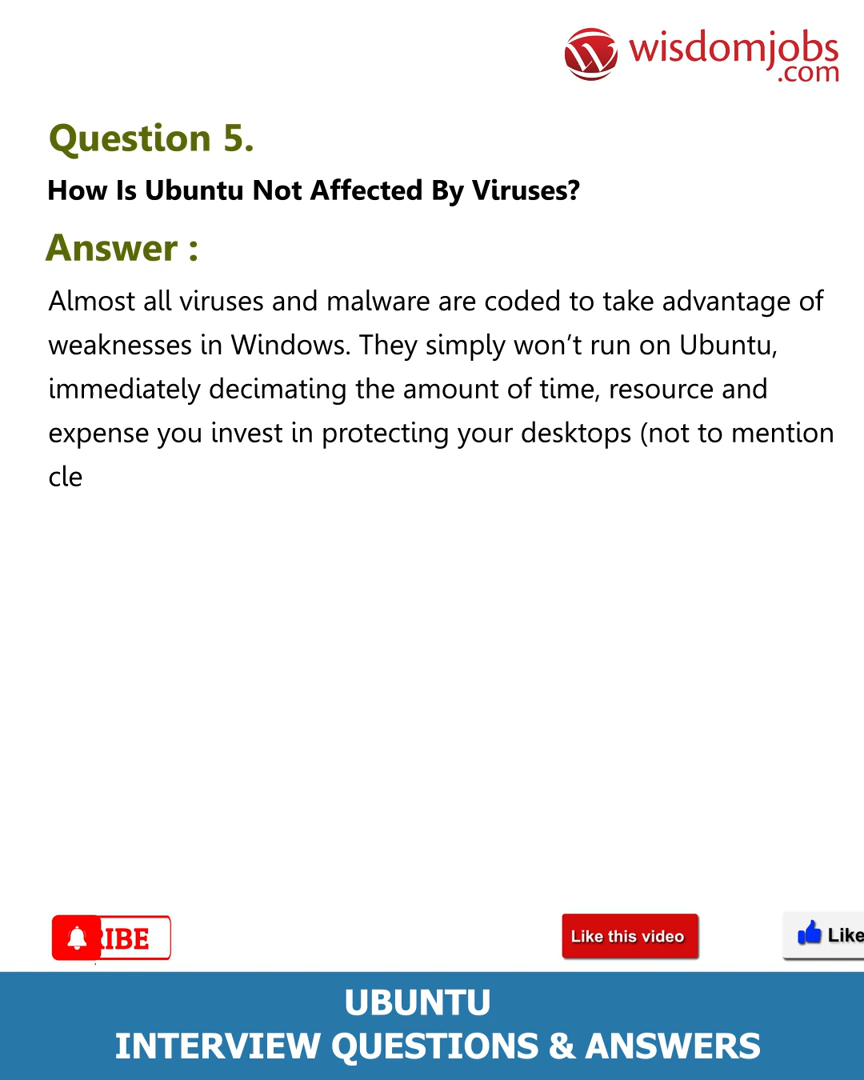 wisdomjobs
.com
Question 5.
How Is Ubuntu Not Affected By Viruses?
Answer :
Almost all viruses and malware are coded to take advantage of
weaknesses in Windows. They simply won’t run on Ubuntu,
immediately decimating the amount of time, resource and
expense you invest in protecting your desktops (not to mention
cle
RIBE
Like this video
Like
UBUNTU
INTERVIEW QUESTIONS & ANSWERS